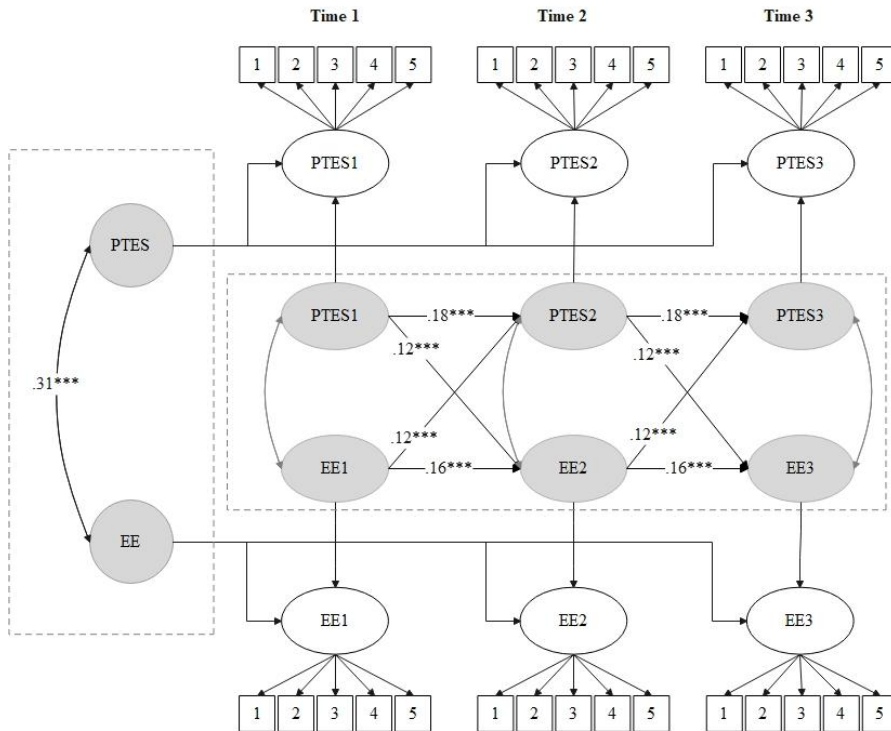 Time 1 Time 2 Time 3
1 2 3 4 5 1 2 3 4 5 1 2 3 4 5
PTES1 PTES2 PTES3
PTES
PTES1 .18*** PTES2 .18*** PTES3
.12*** .12***
.31***
.12*** .12***
EE1 .16*** EE2 .16*** EE3
EE
EE1 EE2 EE3
1 2 3 4 5 1 2 3 4 5 1 2 3 4 5